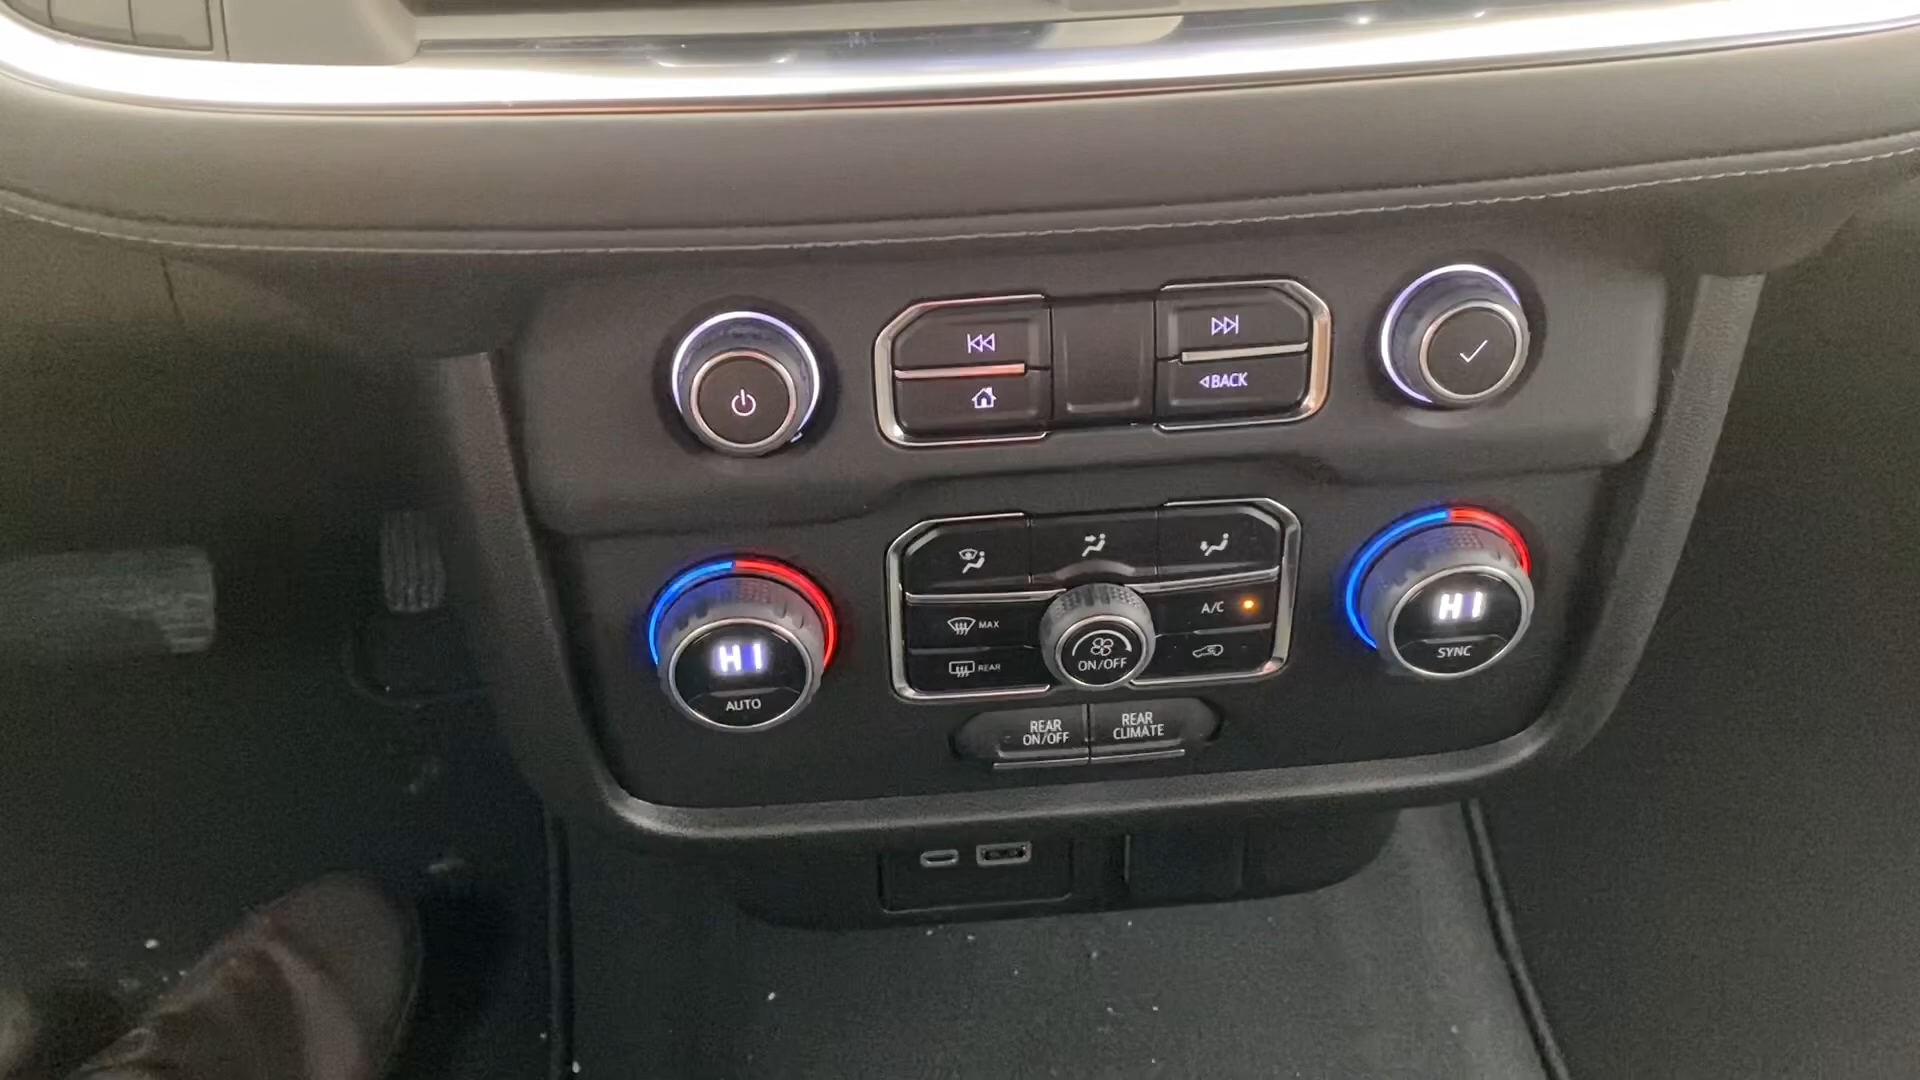 BACK
A/C
MAX
HI
HI
ON/OFF
SYNC
REAR
AUTO
REAR
ON/OFF
REAR
CLIMATE